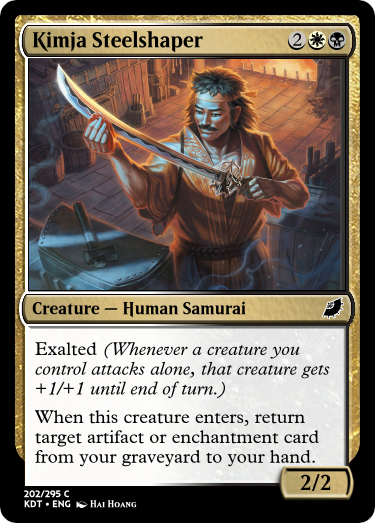 Kimja Steelshaper 2
Creature — Human Samurai
Exalted (Whenever a creature you
control attacks alone, that creature gets
+1/+1 until end of turn.)
When this creature enters, return
target artifact or enchantment card
from your graveyard to your hand.
2/2
202/295 C
KDT • ENG Hai Hoang